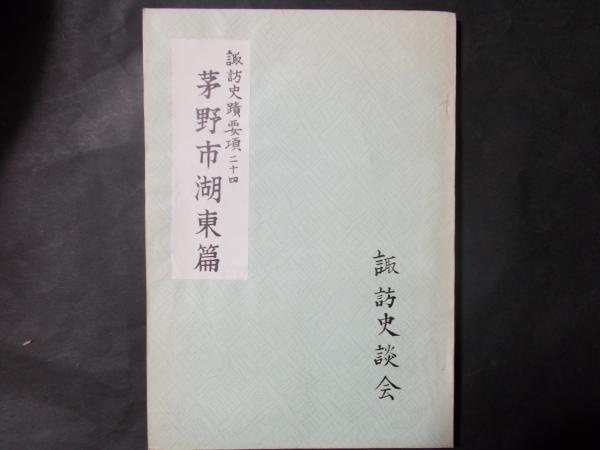 諏訪史蹟要項 二十四
茅野市湖東篇
諏訪史談会